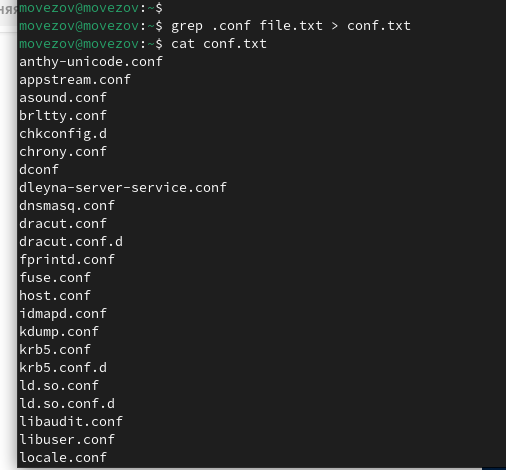 няя
movezov@movezov:~$
movezov@movezov:~$ grep .conf file.txt > conf.txt
movezov@movezov:~$ cat conf.txt
anthy-unicode.conf
appstream.conf
asound.conf
brltty.conf
chkconfig.d
chrony.conf
dconf
dleyna-server-service.conf
dnsmasq.conf
dracut.conf
dracut.conf.d
fprintd.conf
fuse.conf
host.conf
idmapd.conf
kdump.conf
krb5.conf
krb5.conf.d
ld.so.conf
ld.so.conf.d
libaudit.conf
libuser.conf
locale.conf